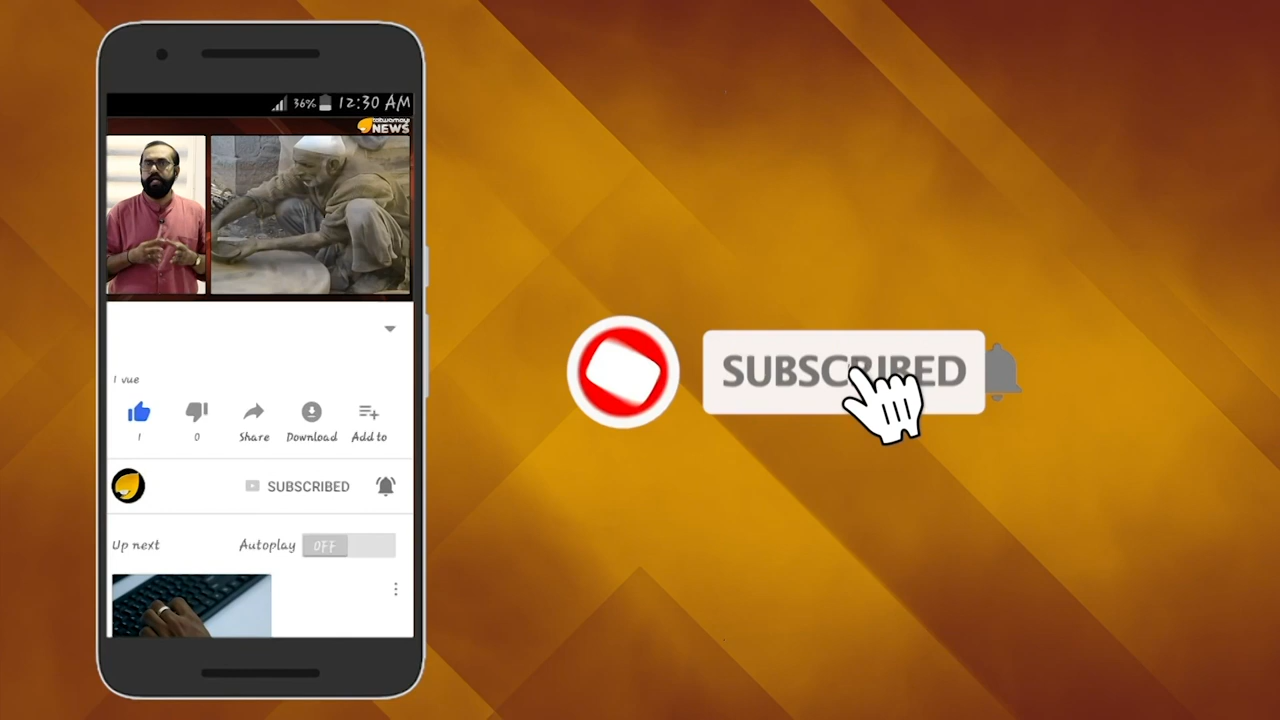 36% 12:30 AM
tatwamayi
NEWS
1 vue
1 0 Share Download Add to
SUBSCRIBED
Up next Autoplay OFF
SUBSCRIBED